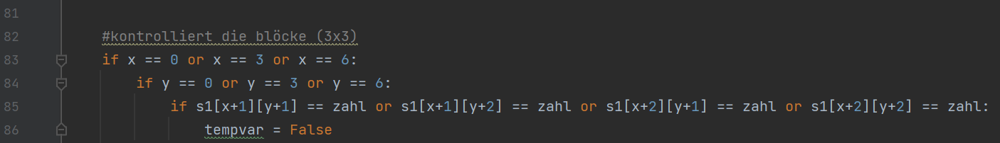 81
82 #kontrolliert die blöcke (3x3)
83 if x == 0 or x == 3 or x == 6:
84 if y == 0 or y == 3 or y == 6:
85 if s1[x+1][y+1] == zahl or s1[x+1][y+2] == zahl or s1[x+2][y+1] == zahl or s1[x+2][y+2] == zahl:
86 tempvar = False